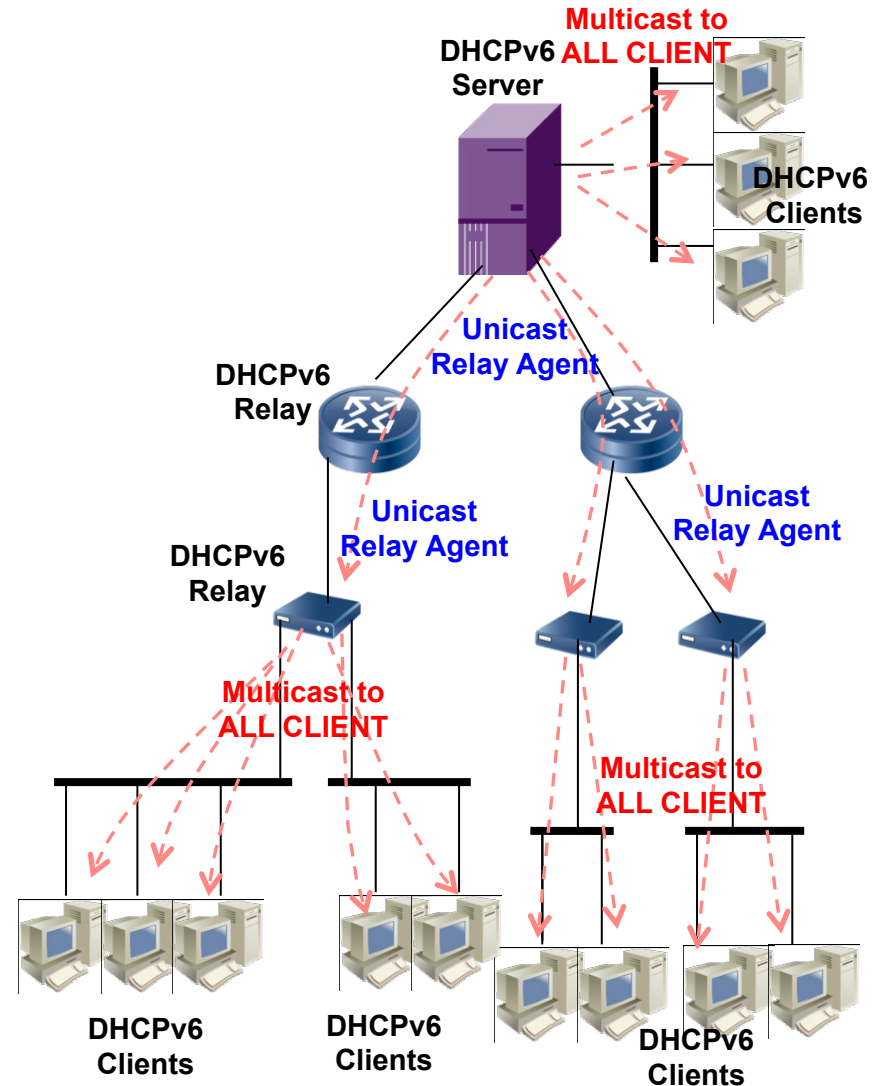 Multicast to
ALL CLIENT
DHCPv6
Server
DHCPv6
Clients
Unicast
Relay Agent
DHCPv6
Relay
Unicast
Relay Agent
Unicast
Relay Agent
DHCPv6
Relay
Multicast to
ALL CLIENT
Multicast to
ALL CLIENT
DHCPv6
Clients
DHCPv6
Clients
DHCPv6
Clients